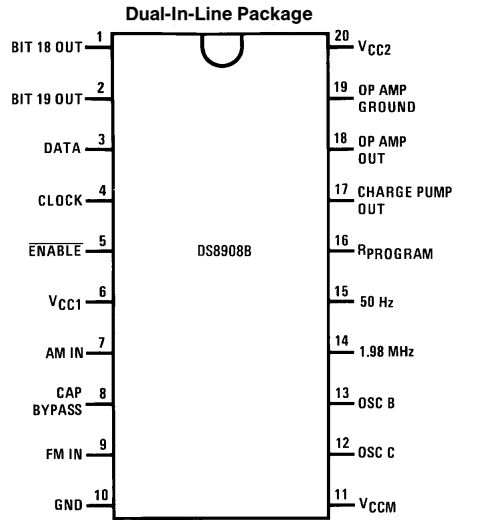 Dual-In-Line Package
BIT 18 OUT 1
BIT 19 OUT 2
DATA 3
CLOCK 4
ENABLE 5
VCC1 6
AM IN 7
CAP
BYPASS 8
FM IN 9
GND 10
DS8908B
20 VCC2
19 OP AMP
GROUND
18 OP AMP
OUT
17 CHARGE PUMP
OUT
16 RPROGRAM
15 50 Hz
14 1.98 MHz
13 OSC B
12 OSC C
11 VCCM